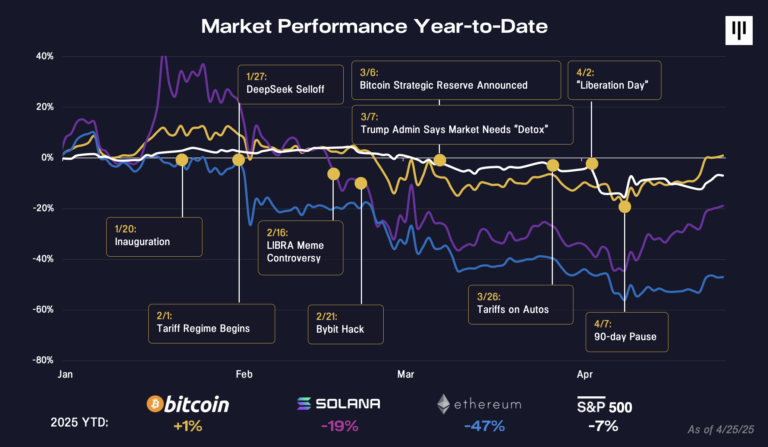 Market Performance Year-to-Date
40%
20%
0%
-20%
-40%
-60%
-80%
1/27:
DeepSeek Selloff
3/6:
Bitcoin Strategic Reserve Announced
3/7:
Trump Admin Says Market Needs “Detox”
4/2:
“Liberation Day”
1/20:
Inauguration
2/16:
LIBRA Meme
Controversy
2/1:
Tariff Regime Begins
2/21:
Bybit Hack
3/26:
Tariffs on Autos
4/7:
90-day Pause
Jan
Feb
Mar
Apr
2025 YTD:
bitcoin
+1%
SOLANA
-19%
ethereum
-47%
S&P 500
-7%
As of 4/25/25